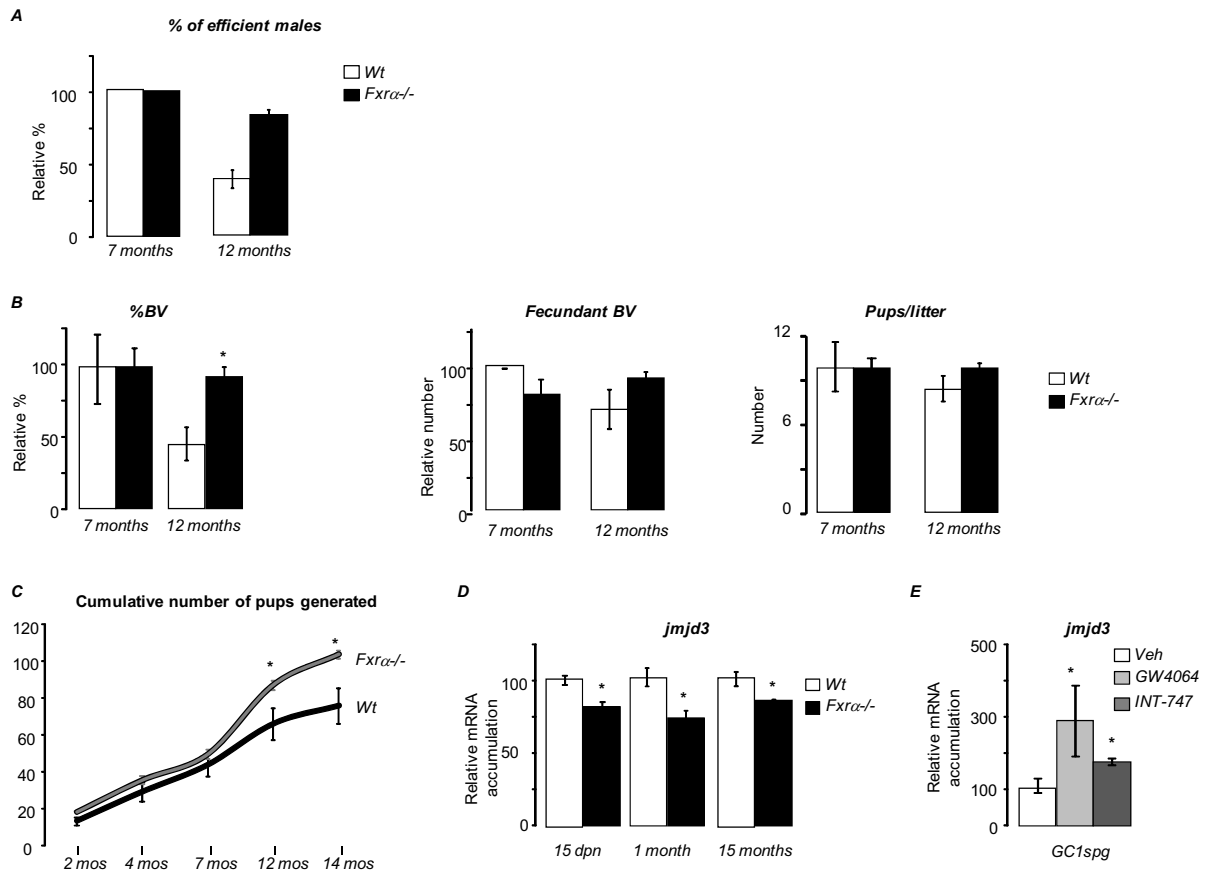 A
% of efficient males
Relative %
100
50
0
7 months
12 months
Wt
Fxrα-/-
B
%BV
Relative %
100
50
0
*
7 months
12 months
Fecundant BV
Relative number
100
50
0
7 months
12 months
Pups/litter
Number
12
6
0
7 months
12 months
Wt
Fxrα-/-
C
Cumulative number of pups generated
120
100
80
60
40
20
0
*
*
Fxrα-/-
Wt
2 mos
4 mos
7 mos
12 mos
14 mos
D
jmjd3
Relative mRNA
accumulation
100
50
0
*
*
*
15 dpn
1 month
15 months
Wt
Fxrα-/-
E
jmjd3
Relative mRNA
accumulation
500
300
100
0
*
*
Veh
GW4064
INT-747
GC1spg